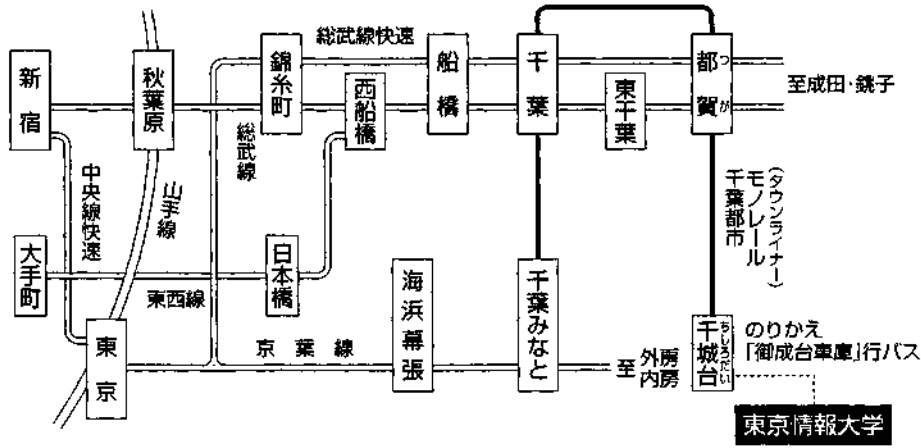 総武線快速
新宿
秋葉原
錦糸町
西船橋
船橋
千葉
東千葉
都賀
つが
至成田・銚子
総武線
中央線快速
山手線
千葉都市
モノレール
(タウンライナー)
大手町
東西線
日本橋
海浜幕張
千葉みなと
千城台
ちしろだい
のりかえ
「御成台車庫」行バス
東京
京葉線
至
外房
内房
東京情報大学